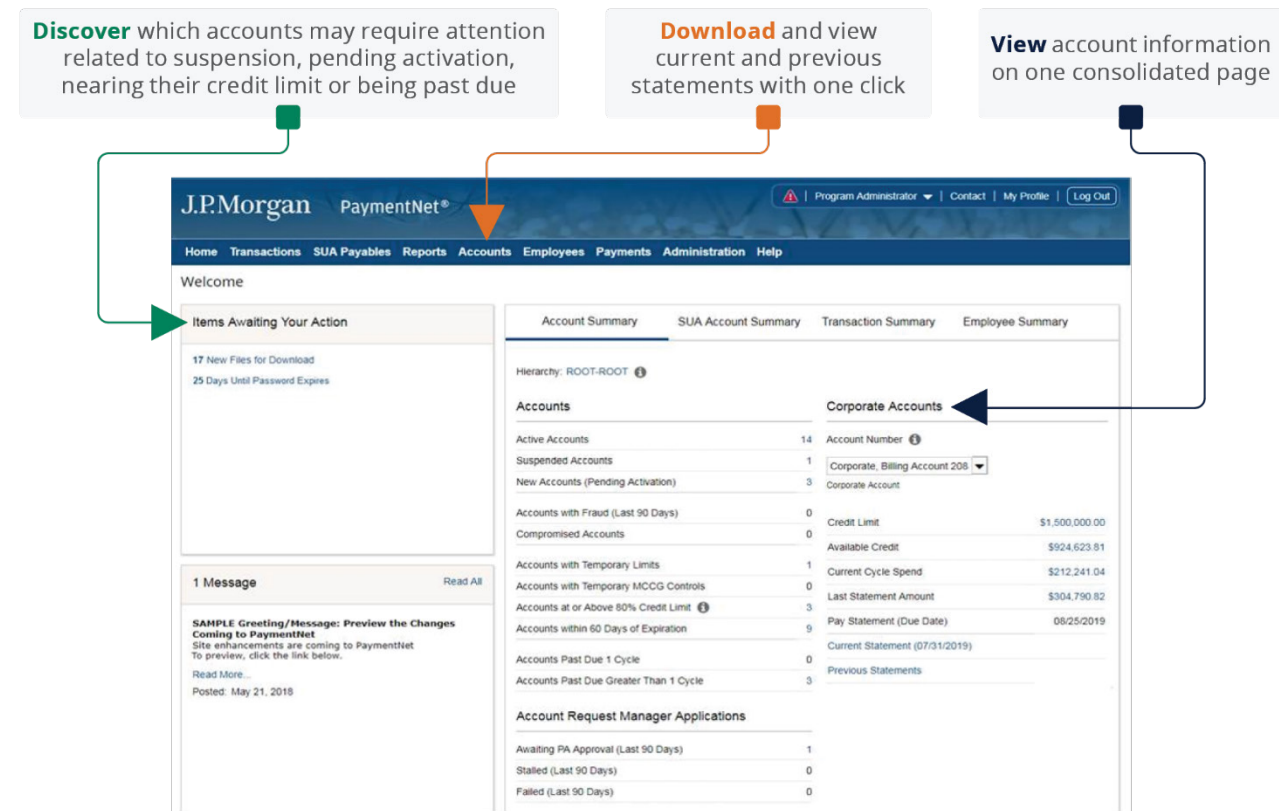 Discover which accounts may require attention
related to suspension, pending activation,
nearing their credit limit or being past due
Download and view
current and previous
statements with one click
View account information
on one consolidated page
J.P.Morgan PaymentNet®
Program Administrator | Contact | My Profile | Log Out
Home Transactions SUA Payables Reports Accounts Employees Payments Administration Help
Welcome
Items Awaiting Your Action
17 New Files for Download
25 Days Until Password Expires
1 Message Read All
SAMPLE Greeting/Message: Preview the Changes
Coming to PaymentNet
Site enhancements are coming to PaymentNet
To preview, click the link below.
Read More...
Posted: May 21, 2018
Account Summary SUA Account Summary Transaction Summary Employee Summary
Hierarchy: ROOT-ROOT
Accounts
Active Accounts 14
Suspended Accounts 1
New Accounts (Pending Activation) 3
Accounts with Fraud (Last 90 Days) 0
Compromised Accounts 0
Accounts with Temporary Limits 1
Accounts with Temporary MCCG Controls 0
Accounts at or Above 80% Credit Limit 3
Accounts within 60 Days of Expiration 9
Accounts Past Due 1 Cycle 0
Accounts Past Due Greater Than 1 Cycle 3
Account Request Manager Applications
Awaiting PA Approval (Last 90 Days) 1
Stalled (Last 90 Days) 0
Failed (Last 90 Days) 0
Corporate Accounts
Account Number
Corporate, Billing Account 208
Corporate Account
Credit Limit $1,500,000.00
Available Credit $924,623.81
Current Cycle Spend $212,241.04
Last Statement Amount $304,790.82
Pay Statement (Due Date) 08/25/2019
Current Statement (07/31/2019)
Previous Statements